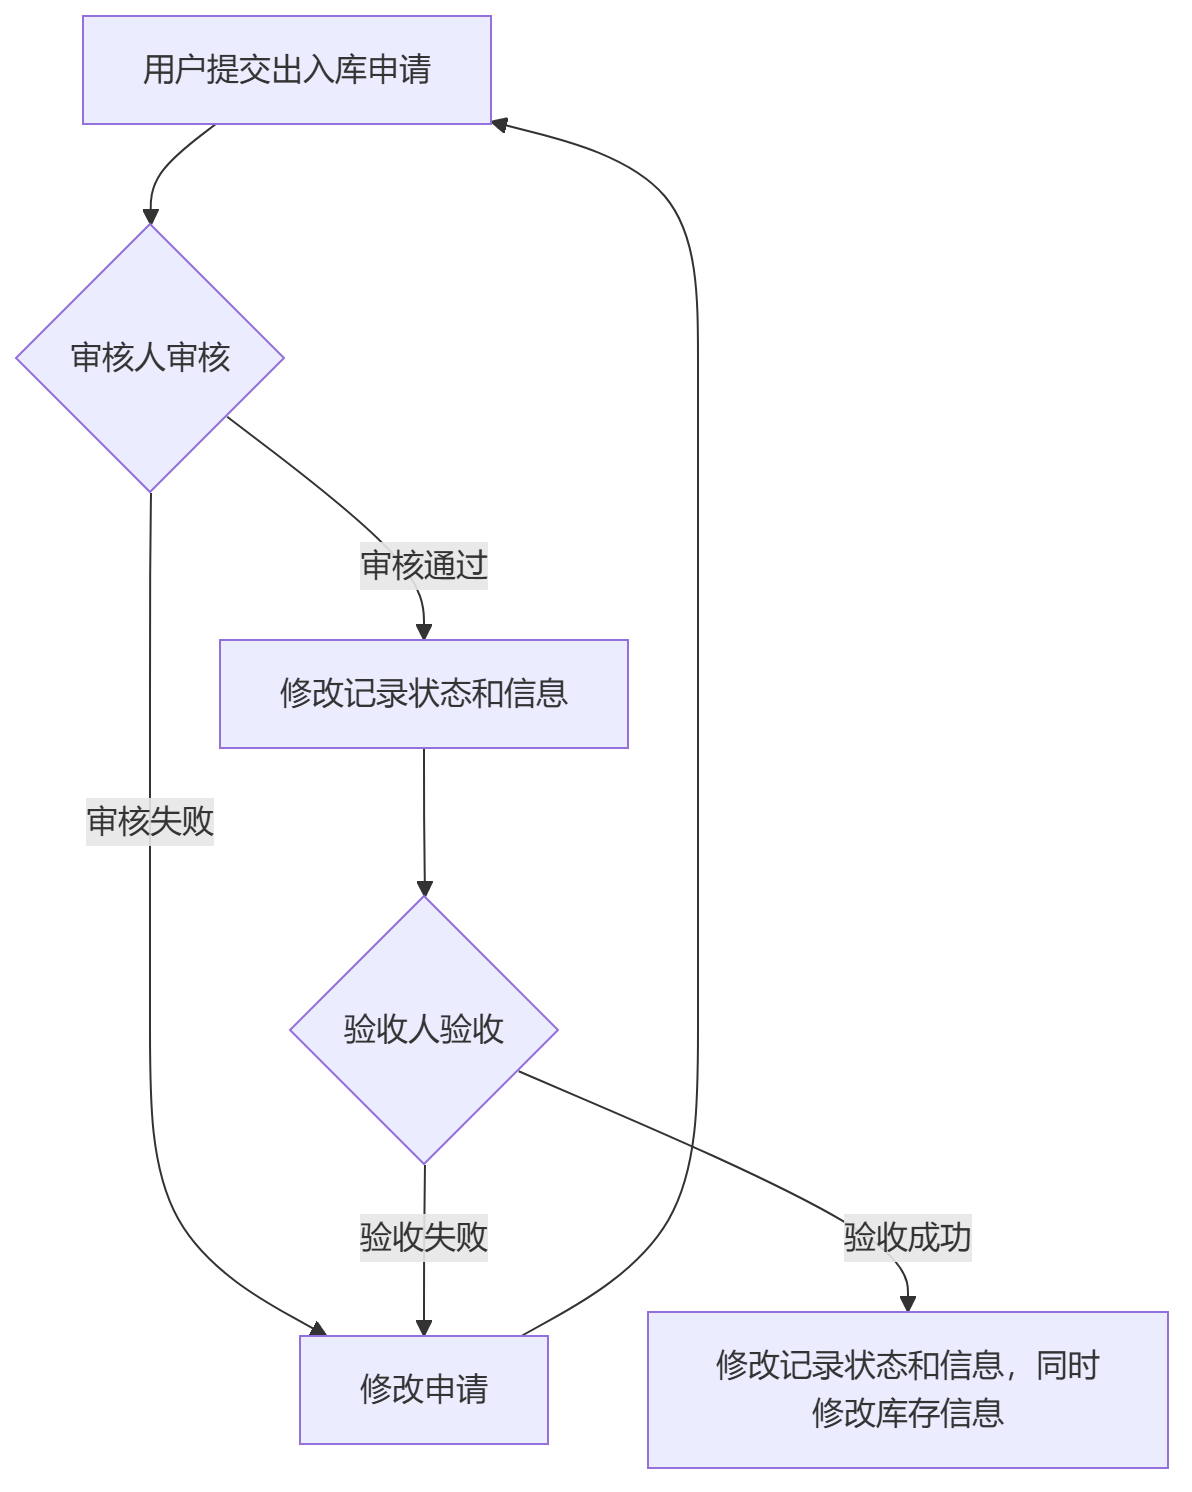 用户提交出入库申请
审核人审核
审核通过
修改记录状态和信息
审核失败
验收人验收
验收失败
验收成功
修改申请
修改记录状态和信息，同时
修改库存信息